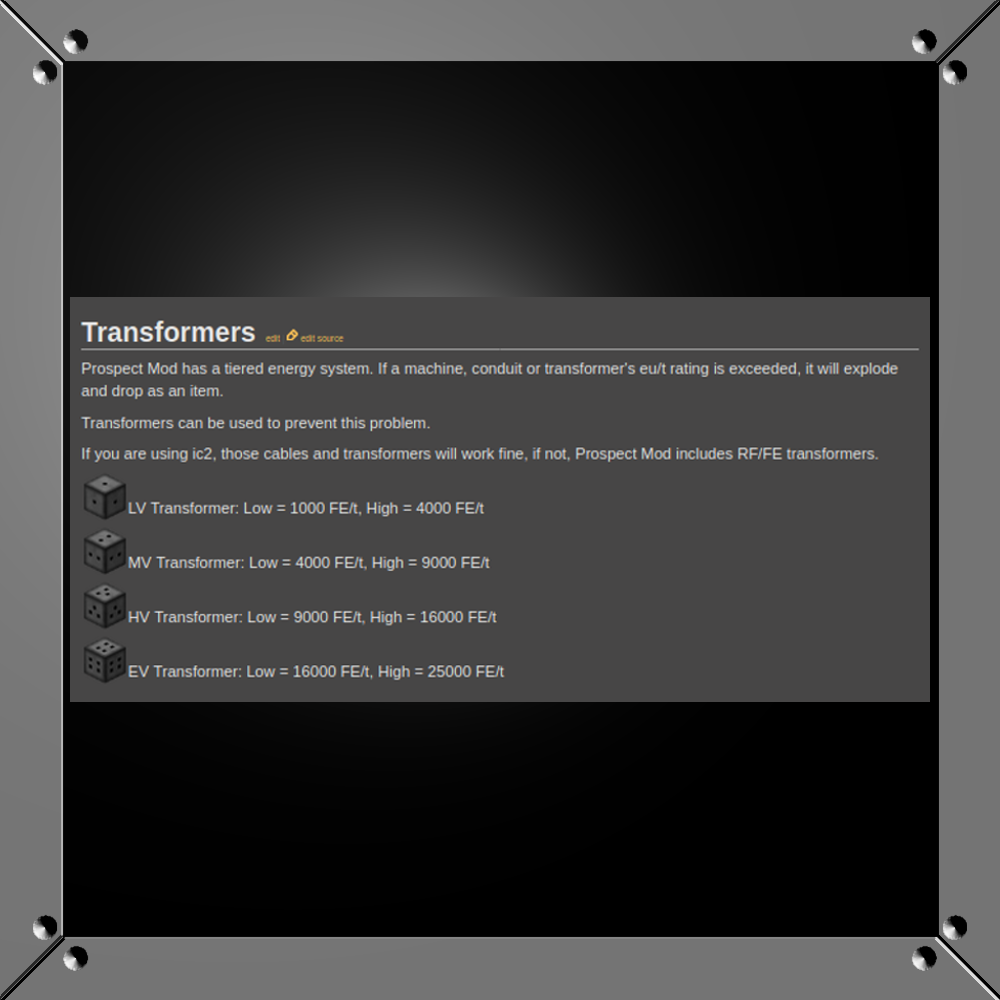 Transformers edit edit source
Prospect Mod has a tiered energy system. If a machine, conduit or transformer's eu/t rating is exceeded, it will explode
and drop as an item.
Transformers can be used to prevent this problem.
If you are using ic2, those cables and transformers will work fine, if not, Prospect Mod includes RF/FE transformers.
LV Transformer: Low = 1000 FE/t, High = 4000 FE/t
MV Transformer: Low = 4000 FE/t, High = 9000 FE/t
HV Transformer: Low = 9000 FE/t, High = 16000 FE/t
EV Transformer: Low = 16000 FE/t, High = 25000 FE/t